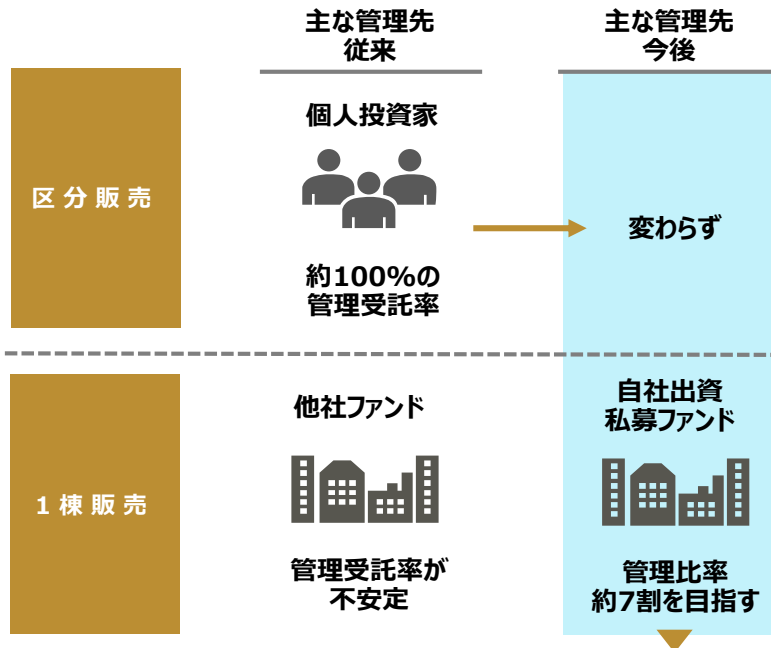 主な管理先
従来
主な管理先
今後
区分販売
個人投資家
約100%の
管理受託率
変わらず
1棟販売
他社ファンド
管理受託率が
不安定
自社出資
私募ファンド
管理比率
約7割を目指す